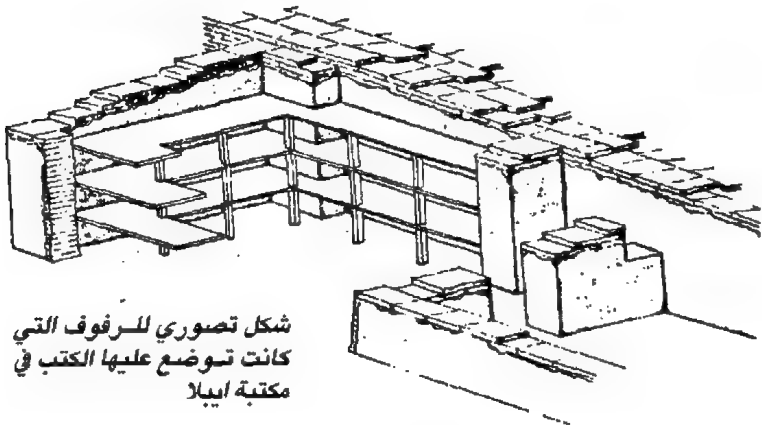 شكل تصوري للرفوف التي
كانت توضع عليها الكتب في
مكتبة ايبلا